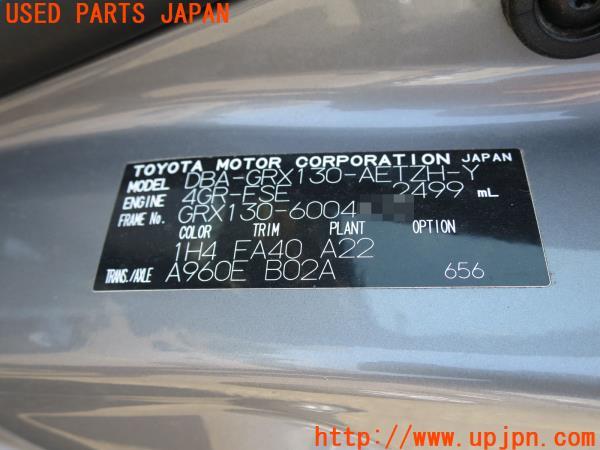 USED PARTS JAPAN
TOYOTA MOTOR CORPORATION JAPAN
MODEL DBA-GRX130-AETZH-Y
ENGINE 4GR-FSE 2499 mL
FRAME No. GRX130-6004
COLOR TRIM PLANT OPTION
1H4 FA40 A22
TRANS./AXLE A960E B02A 656
http://www.upjpn.com